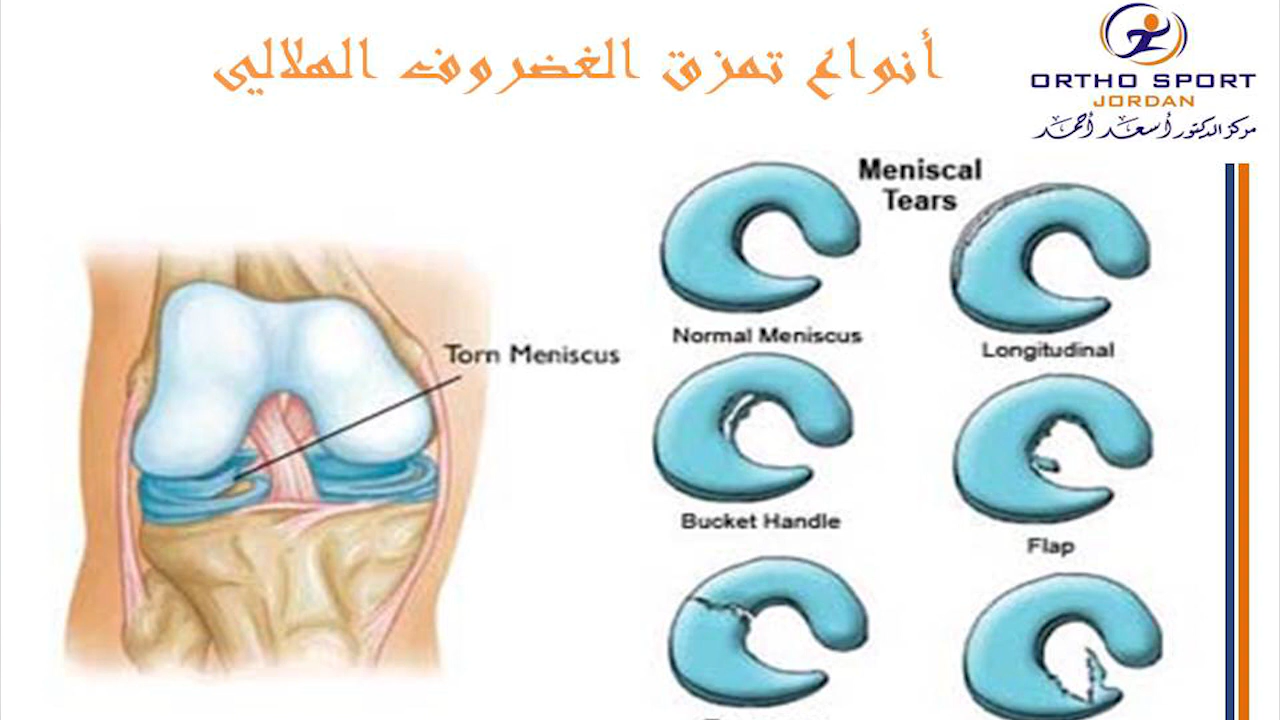 أنواع تمزق الغضروف الهلالي
ORTHO SPORT
JORDAN
مركز الدكتور أسعد أحمد
Meniscal
Tears
Torn Meniscus
Normal Meniscus
Longitudinal
Bucket Handle
Flap